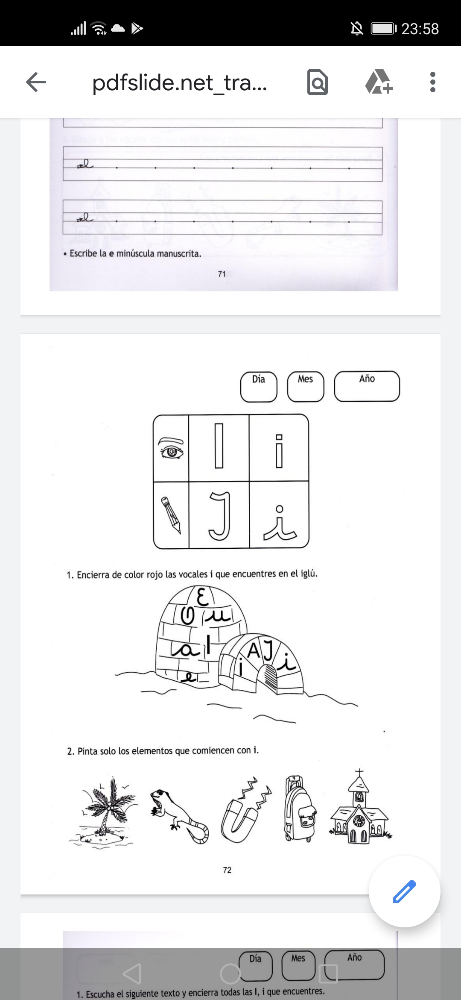 23:58
pdfslide.net_tra...
e
e
• Escribe la e minúscula manuscrita.
71
Día Mes Año
I i
I i
1. Encierra de color rojo las vocales i que encuentres en el iglú.
E
O u
a I A I i
i
e
2. Pinta solo los elementos que comiencen con i.
72
Día Mes Año
1. Escucha el siguiente texto y encierra todas las I, i que encuentres.